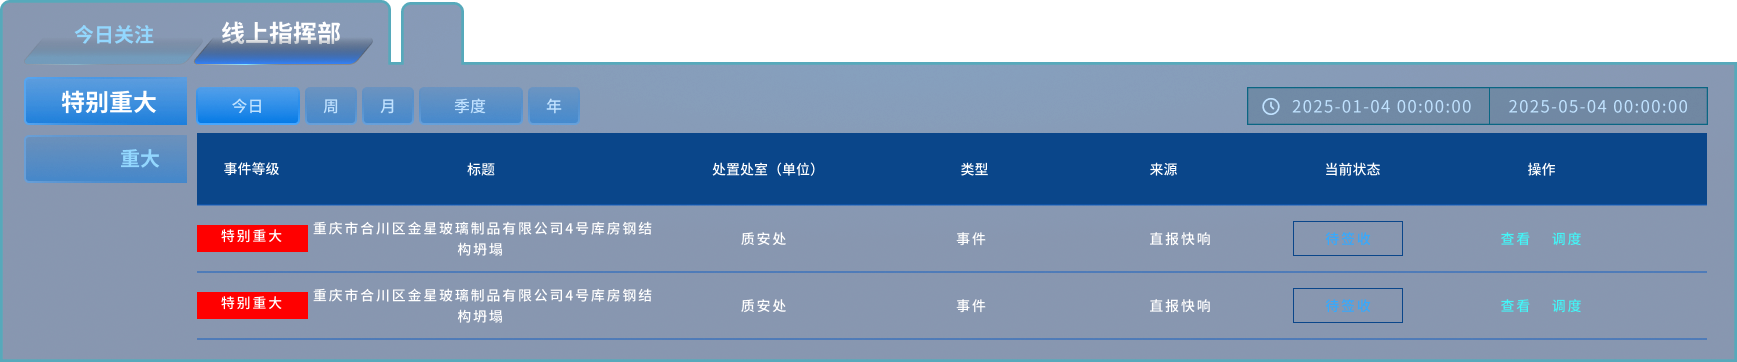 今日关注 线上指挥部
特别重大 今日 周 月 季度 年 2025-01-04 00:00:00 2025-05-04 00:00:00
重大
事件等级 标题 处置处室（单位） 类型 来源 当前状态 操作
特别重大 重庆市合川区金星玻璃制品有限公司4号库房钢结
构坍塌 质安处 事件 直报快响 待签收 查看 调度
特别重大 重庆市合川区金星玻璃制品有限公司4号库房钢结
构坍塌 质安处 事件 直报快响 待签收 查看 调度